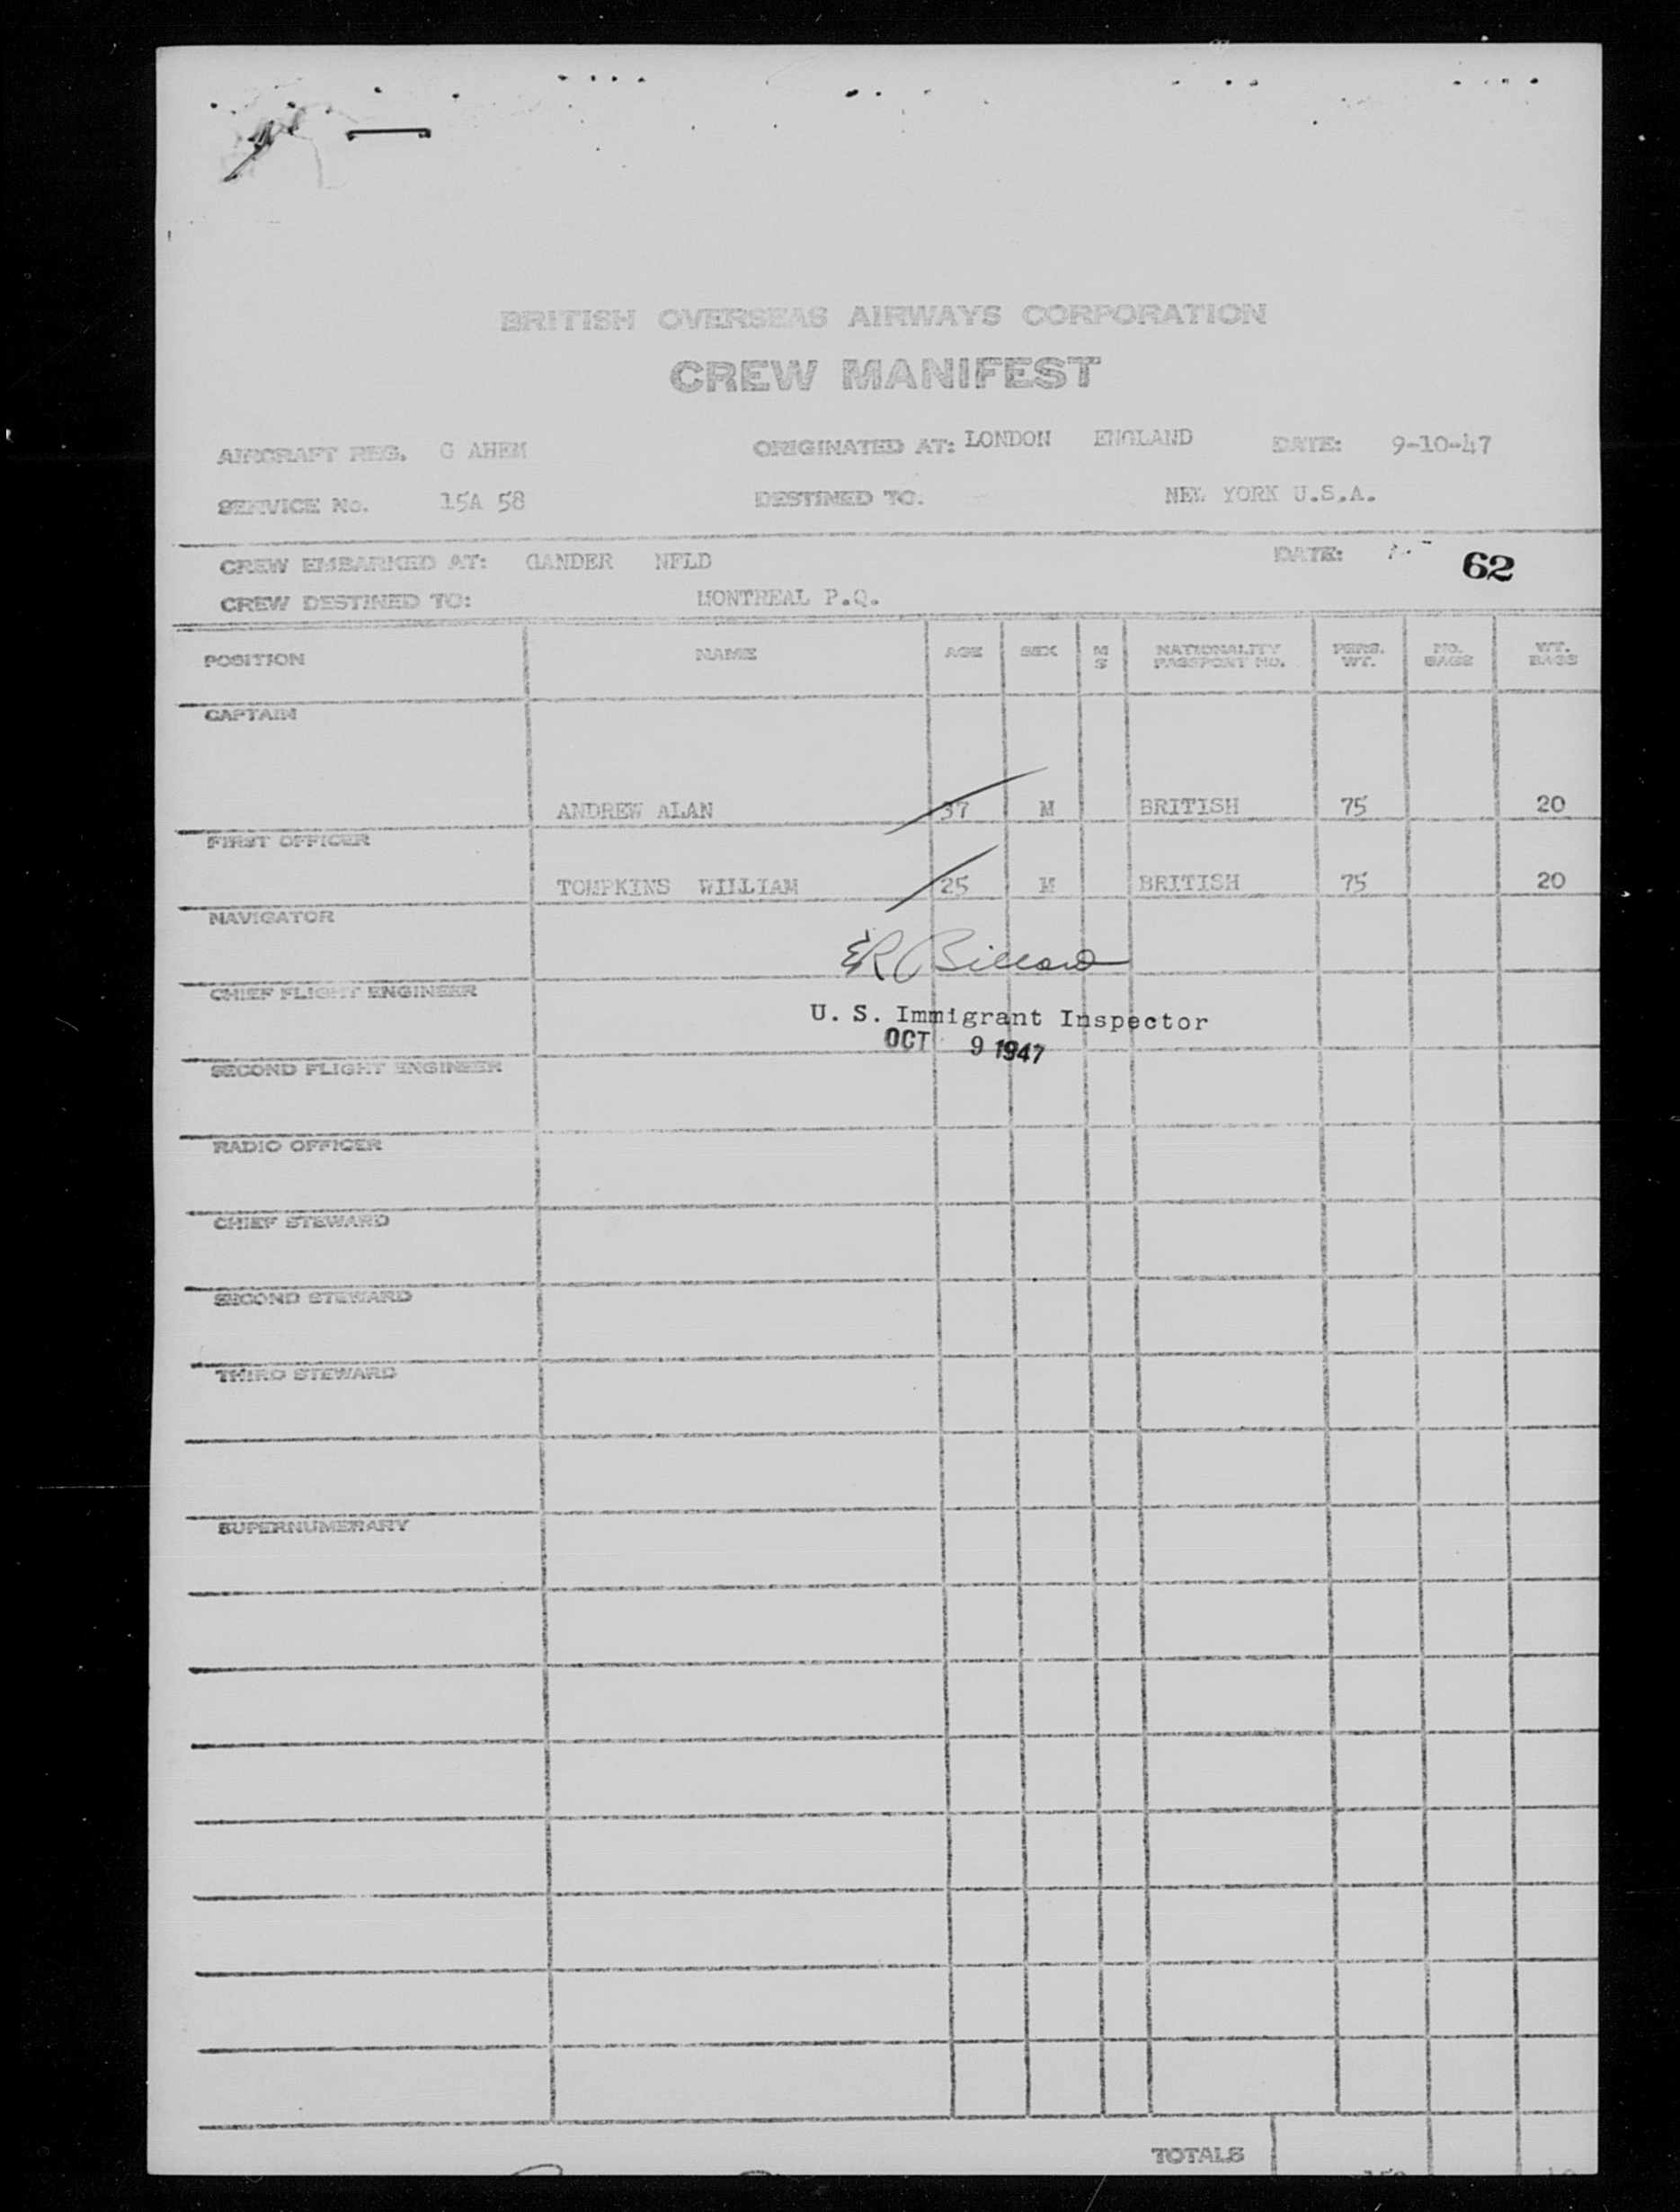 BRITISH OVERSEAS AIRWAYS CORPORATION
CREW MANIFEST
AIRCRAFT REG. G AHEM ORIGINATED AT: LONDON ENGLAND DATE: 9-10-47
SERVICE No. 15A 58 DESTINED TO. NEW YORK U.S.A.
CREW EMBARKED AT: GANDER NFLD DATE:
62
CREW DESTINED TO: MONTREAL P.Q.
POSITION NAME AGE SEX M S NATIONALITY PASSPORT NO. PERS. WT. NO. BAGS WT. BAGS
CAPTAIN
ANDREW ALAN 37 M BRITISH 75 20
FIRST OFFICER
TOMPKINS WILLIAM 25 M BRITISH 75 20
NAVIGATOR
ER Billard
CHIEF FLIGHT ENGINEER
U. S. Immigrant Inspector
OCT 9 1947
SECOND FLIGHT ENGINEER
RADIO OFFICER
CHIEF STEWARD
SECOND STEWARD
THIRD STEWARD
SUPERNUMERARY
TOTALS